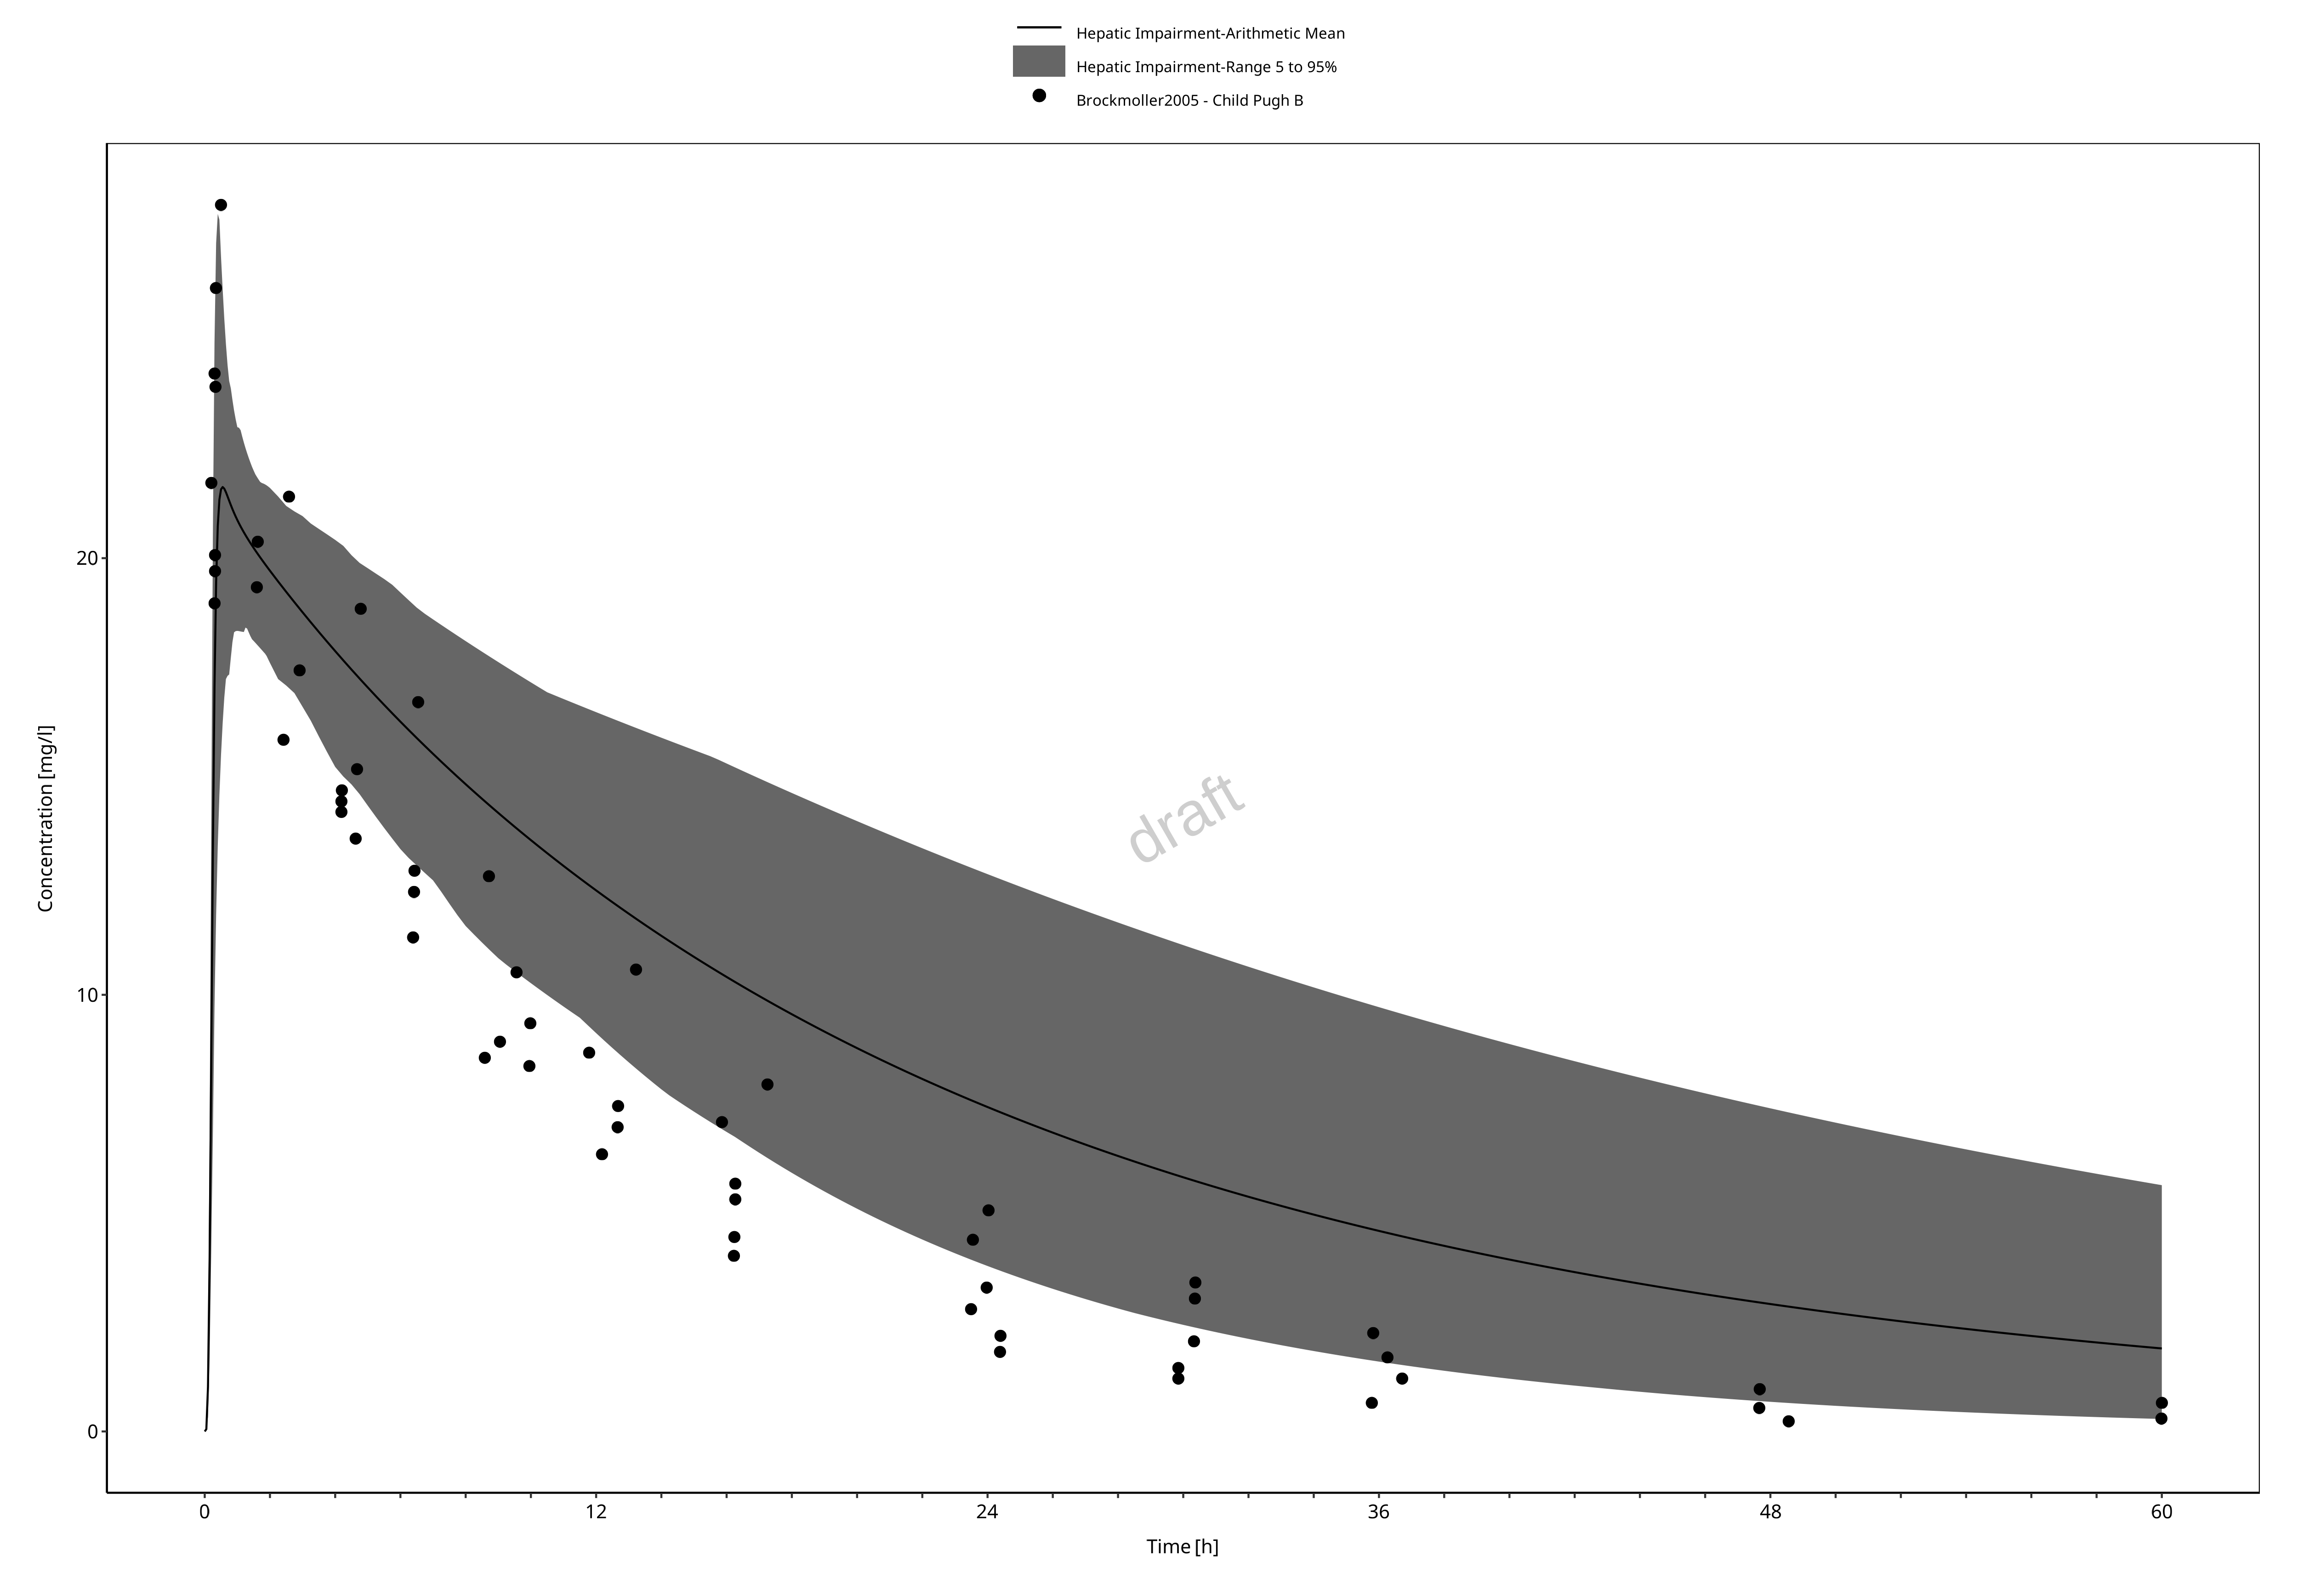 Hepatic Impairment-Arithmetic Mean
Hepatic Impairment-Range 5 to 95%
Brockmoller2005 - Child Pugh B
20
10
0
Concentration [mg/l]
draft
0 12 24 36 48 60
Time [h]